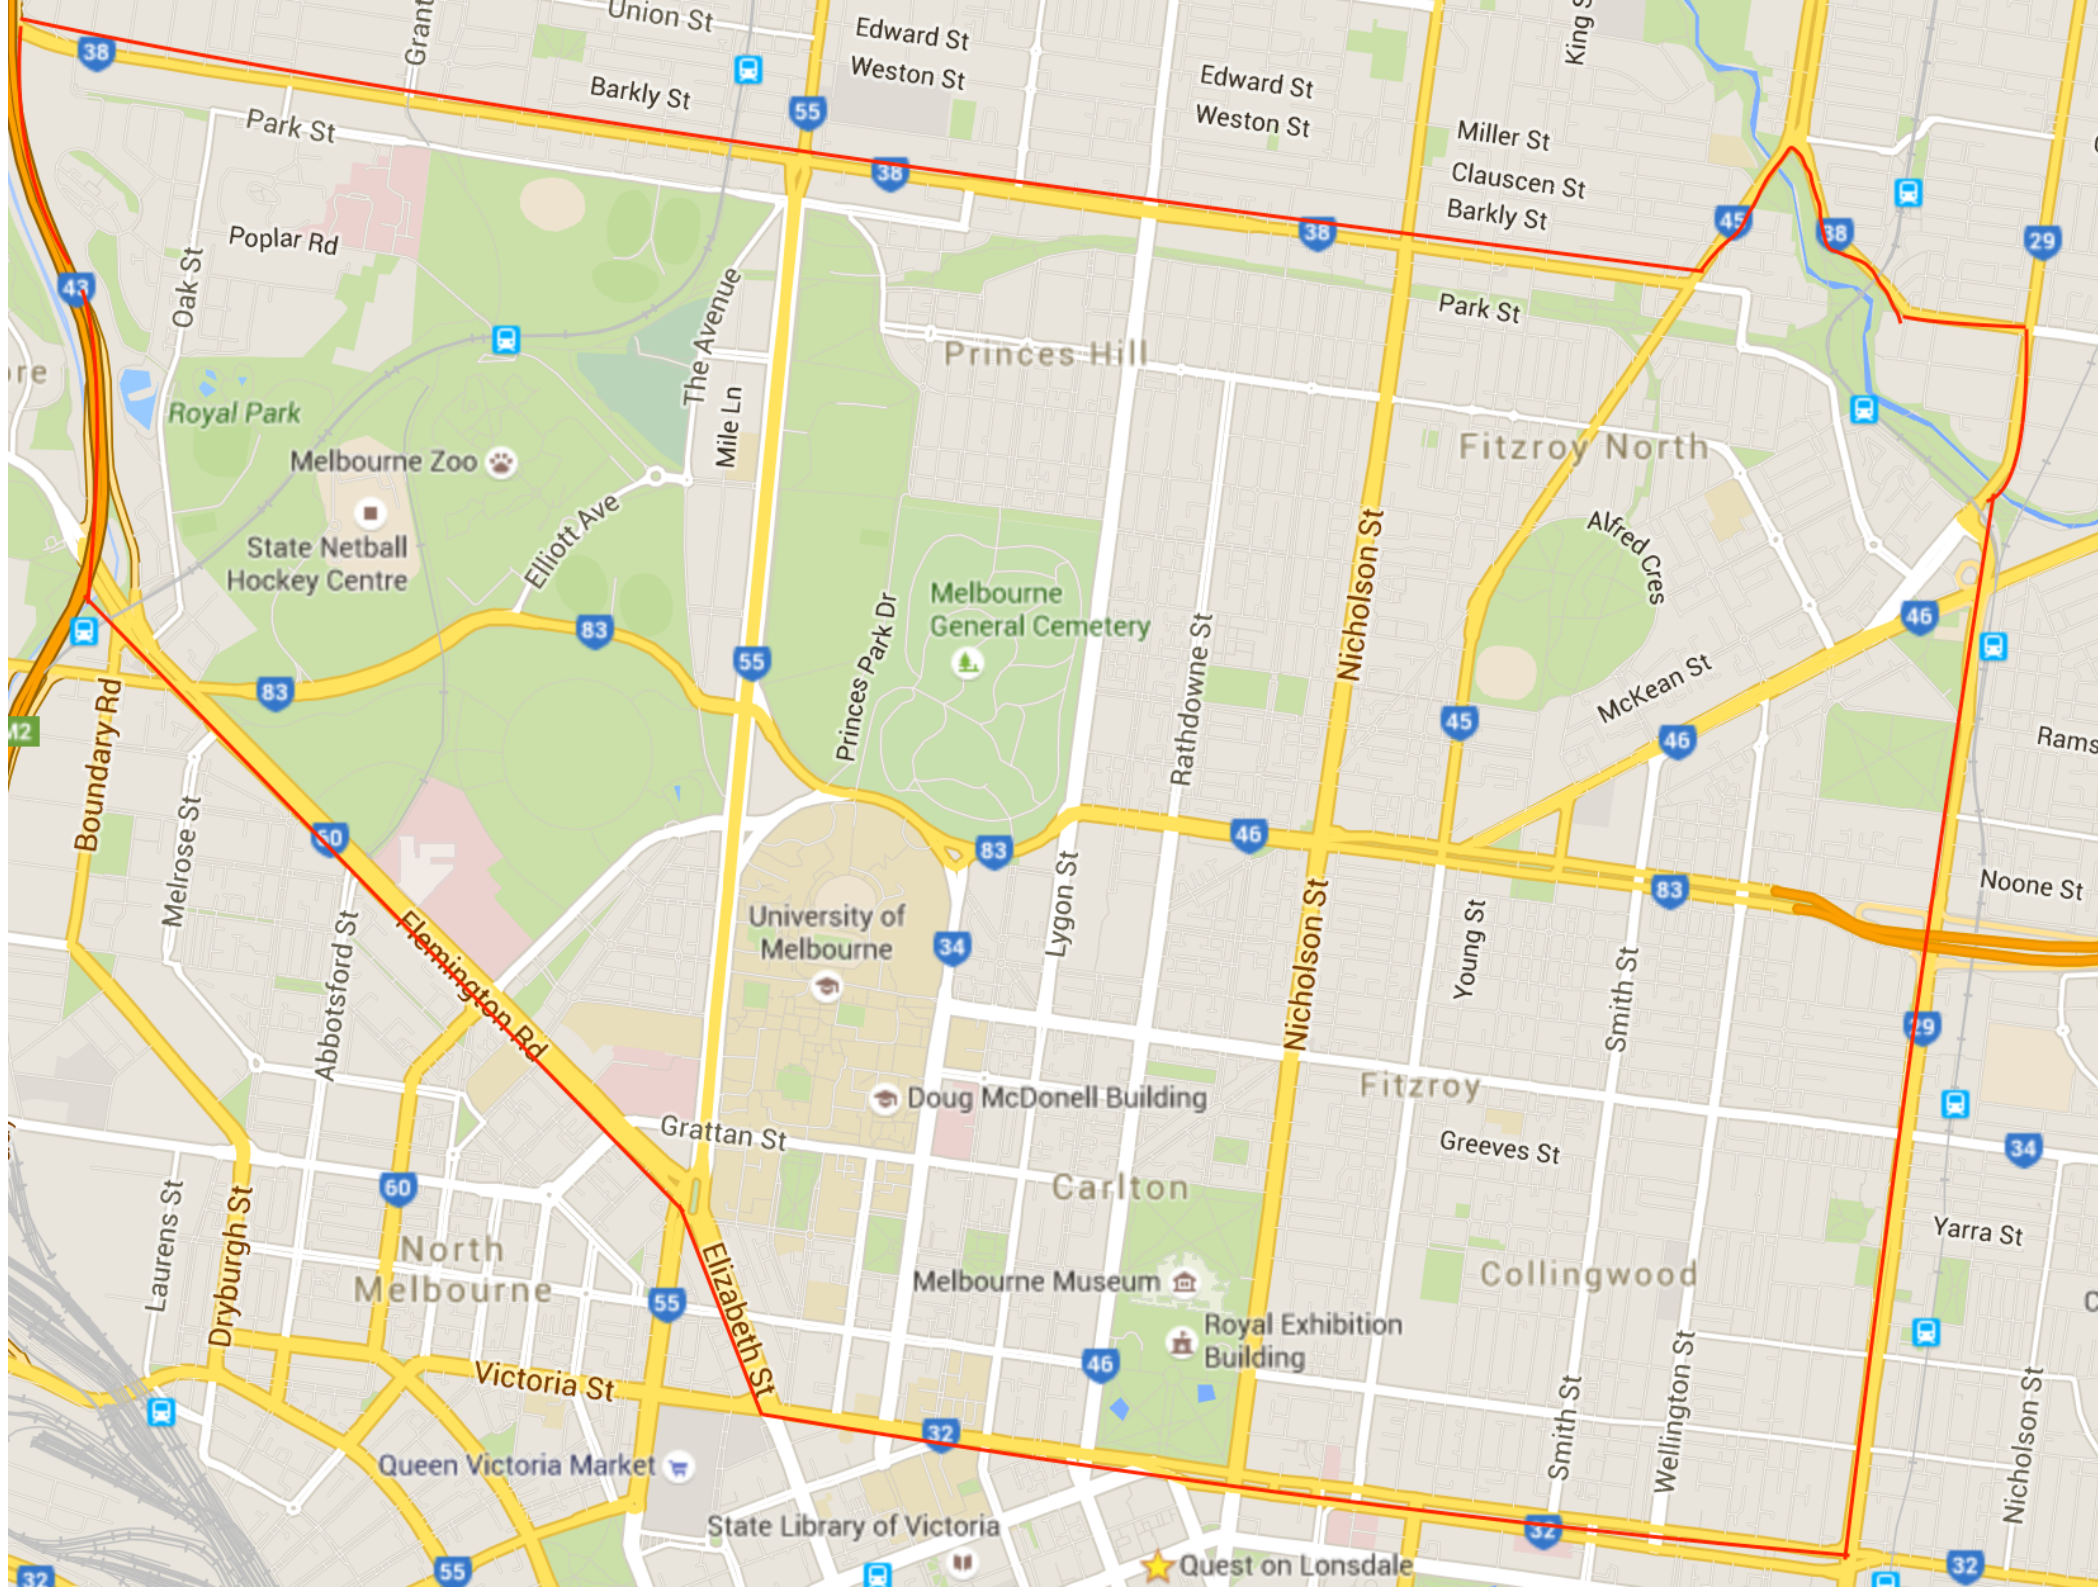 Union St
Grant
Edward St
Weston St
King S
38
Barkly St
55
Edward St
Weston St
Miller St
Clauscen St
Barkly St
Park St
38
38
45
38
29
Poplar Rd
Oak St
43
The Avenue
Park St
Princes Hill
re
Royal Park
Mile Ln
Fitzroy North
Melbourne Zoo
State Netball
Hockey Centre
Elliott Ave
Nicholson St
Alfred Cres
Melbourne
General Cemetery
Princes Park Dr
Rathdowne St
46
83
55
83
McKean St
45
46
M2
Boundary Rd
Rams
60
Melrose St
83
46
83
Noone St
Flemington Rd
Abbotsford St
University of
Melbourne
34
Lygon St
Nicholson St
Young St
Smith St
29
Doug McDonell Building
Fitzroy
Grattan St
Greeves St
34
Carlton
60
Laurens St
Dryburgh St
North
Melbourne
Elizabeth St
55
Melbourne Museum
Collingwood
Yarra St
Royal Exhibition
Building
Victoria St
46
Smith St
Wellington St
Nicholson St
32
Queen Victoria Market
State Library of Victoria
32
Quest on Lonsdale
32
55
32